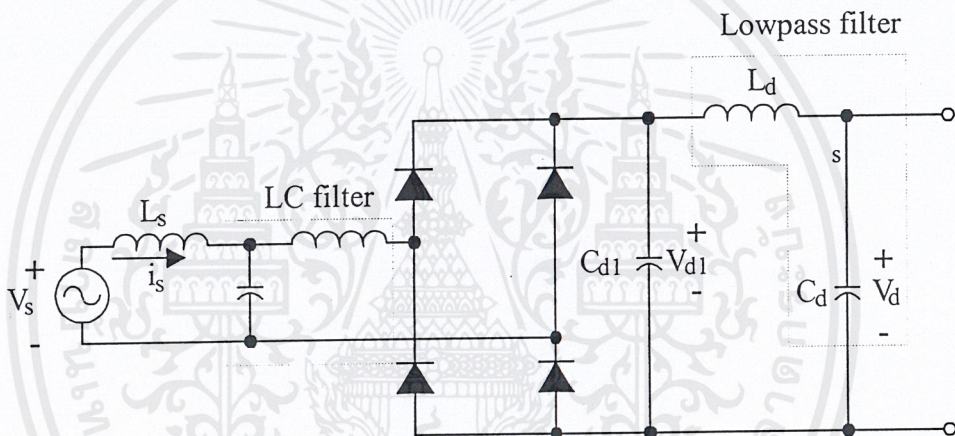 Lowpass filter
L_d
s
LC filter
L_s
i_s
+
V_s
-
C_d1
+
V_d1
-
C_d
+
V_d
-